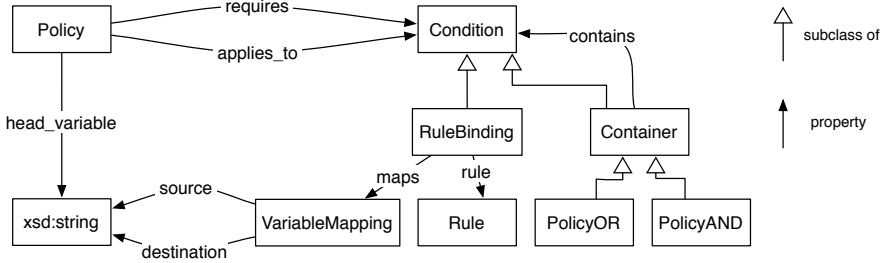 requires
Policy
Condition
applies_to
contains
subclass of
head_variable
RuleBinding
Container
property
maps
rule
source
xsd:string
VariableMapping
Rule
PolicyOR
PolicyAND
destination